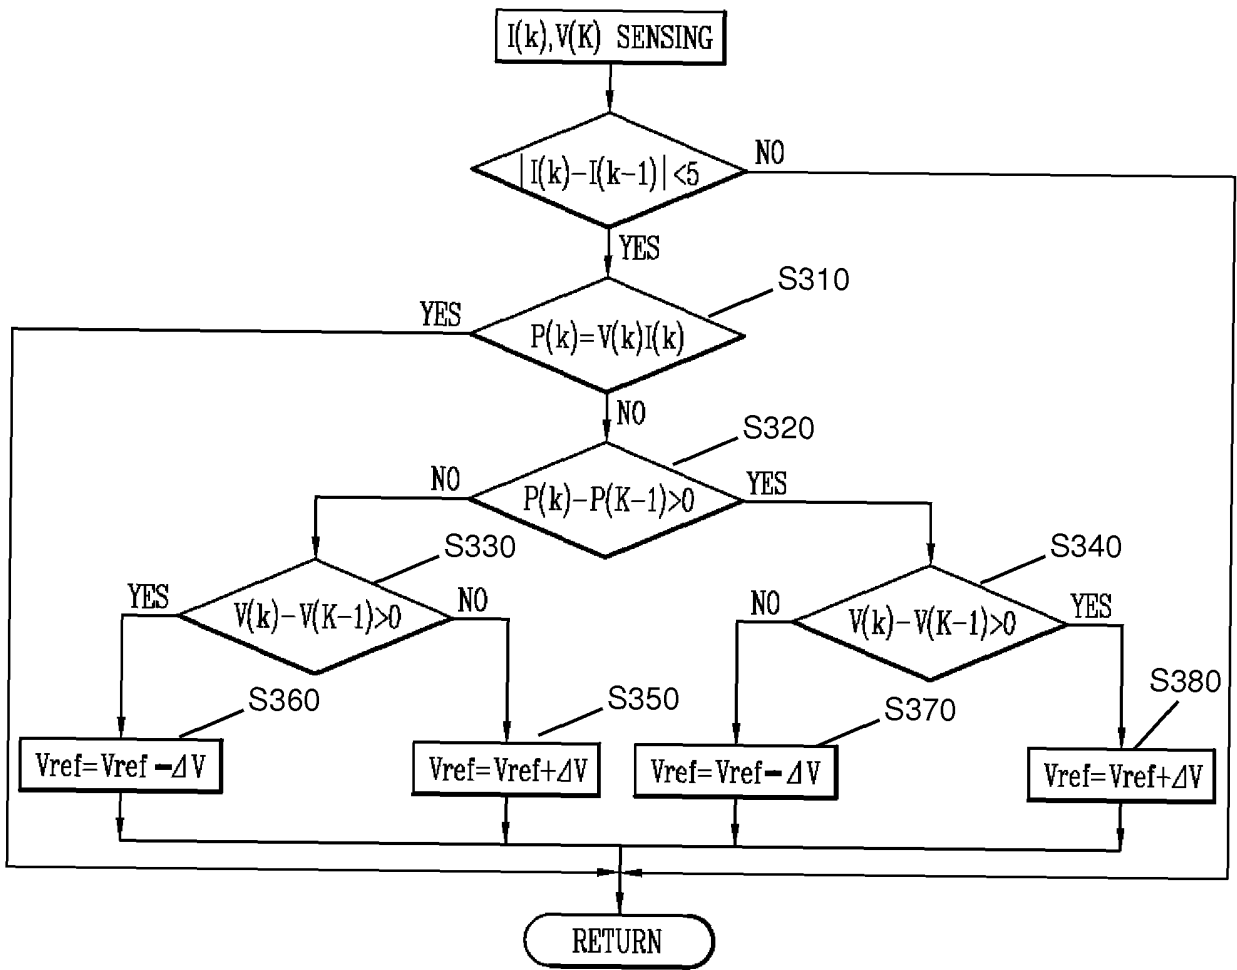 I(k),V(K) SENSING
|I(k)-I(k-1)|<5
NO
YES
S310
YES
P(k)=V(k)I(k)
NO
S320
NO
P(k)-P(K-1)>0
YES
S330
S340
YES
V(k)-V(K-1)>0
NO
NO
V(k)-V(K-1)>0
YES
S360
S350
S370
S380
Vref=Vref-ΔV
Vref=Vref+ΔV
Vref=Vref-ΔV
Vref=Vref+ΔV
RETURN